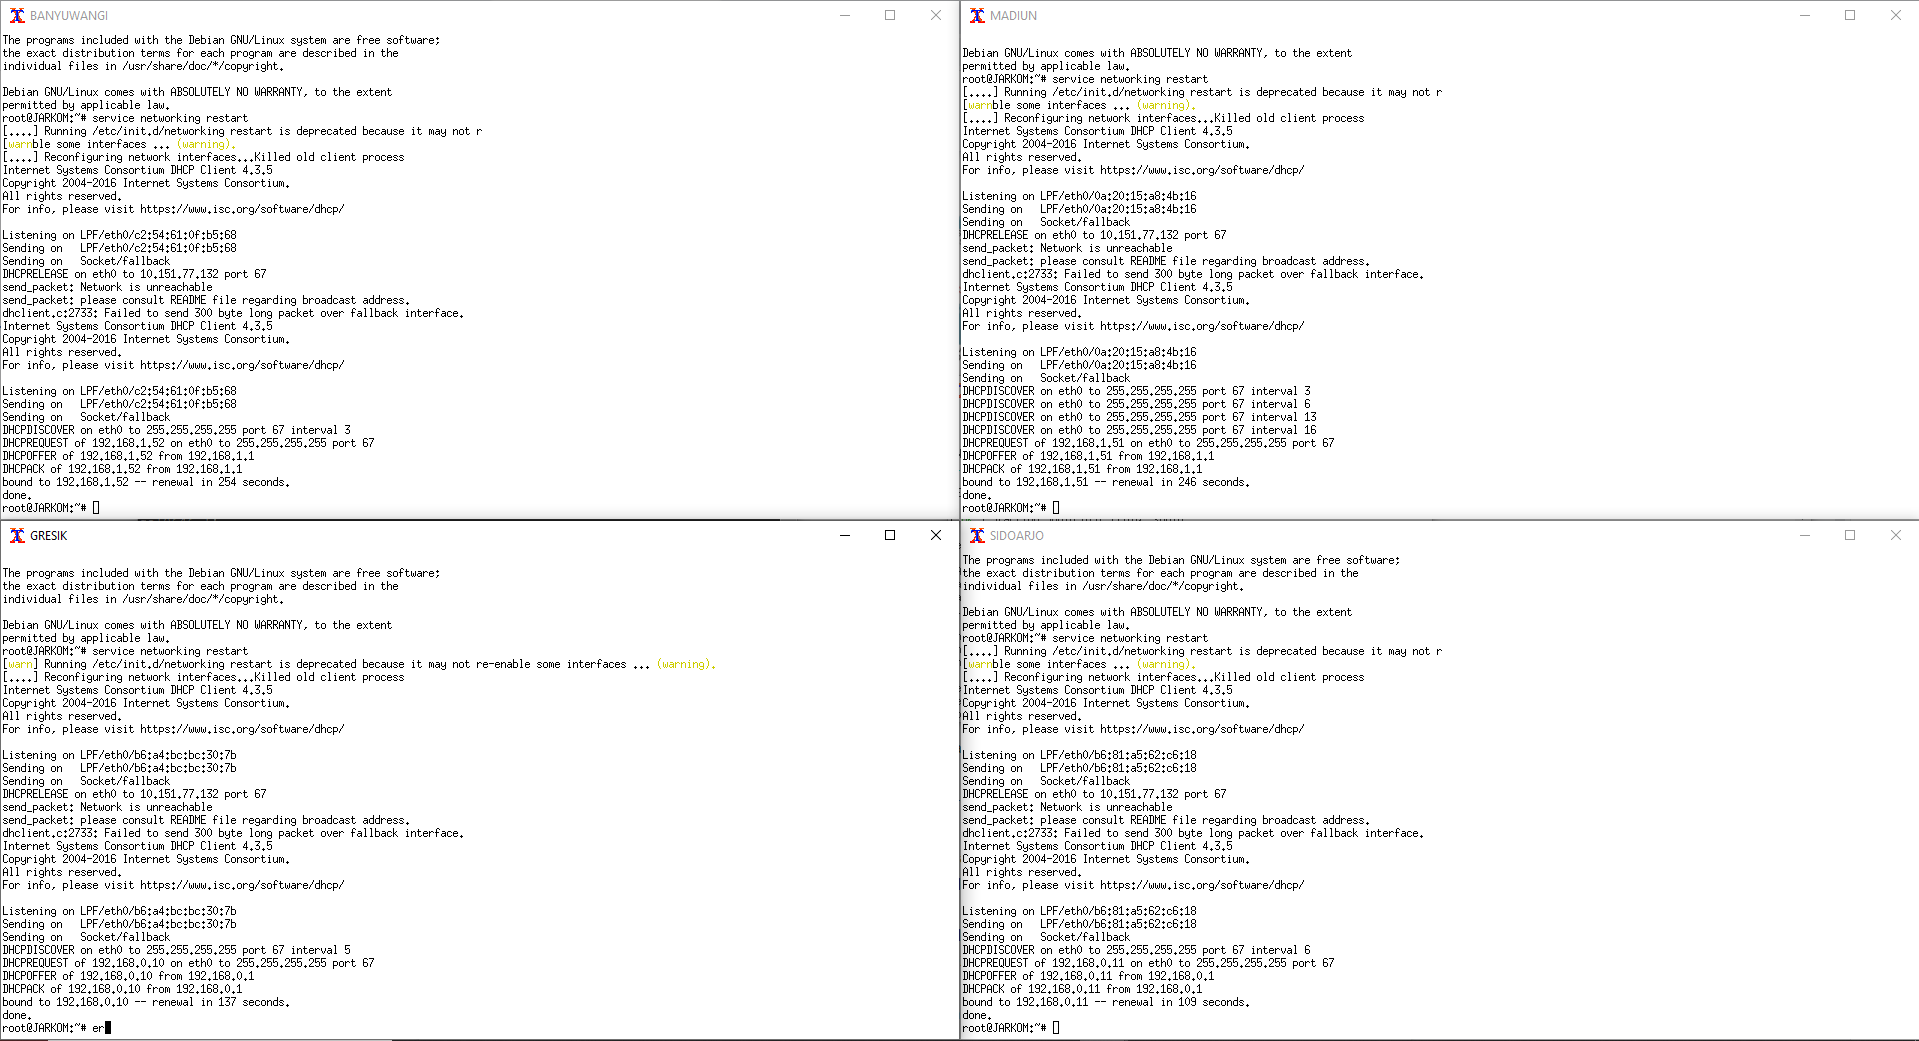 BANYUWANGI
The programs included with the Debian GNU/Linux system are free software;
the exact distribution terms for each program are described in the
individual files in /usr/share/doc/*/copyright.
Debian GNU/Linux comes with ABSOLUTELY NO WARRANTY, to the extent
permitted by applicable law.
root@JARKOM:~# service networking restart
[....] Running /etc/init.d/networking restart is deprecated because it may not r
[warnble some interfaces ... (warning).
[....] Reconfiguring network interfaces...Killed old client process
Internet Systems Consortium DHCP Client 4.3.5
Copyright 2004-2016 Internet Systems Consortium.
All rights reserved.
For info, please visit https://www.isc.org/software/dhcp/
Listening on LPF/eth0/c2:54:61:0f:b5:68
Sending on   LPF/eth0/c2:54:61:0f:b5:68
Sending on   Socket/fallback
DHCPRELEASE on eth0 to 10.151.77.132 port 67
send_packet: Network is unreachable
send_packet: please consult README file regarding broadcast address.
dhclient.c:2733: Failed to send 300 byte long packet over fallback interface.
Internet Systems Consortium DHCP Client 4.3.5
Copyright 2004-2016 Internet Systems Consortium.
All rights reserved.
For info, please visit https://www.isc.org/software/dhcp/
Listening on LPF/eth0/c2:54:61:0f:b5:68
Sending on   LPF/eth0/c2:54:61:0f:b5:68
Sending on   Socket/fallback
DHCPDISCOVER on eth0 to 255.255.255.255 port 67 interval 3
DHCPREQUEST of 192.168.1.52 on eth0 to 255.255.255.255 port 67
DHCPOFFER of 192.168.1.52 from 192.168.1.1
DHCPACK of 192.168.1.52 from 192.168.1.1
bound to 192.168.1.52 -- renewal in 254 seconds.
done.
root@JARKOM:~#
MADIUN
Debian GNU/Linux comes with ABSOLUTELY NO WARRANTY, to the extent
permitted by applicable law.
root@JARKOM:~# service networking restart
[....] Running /etc/init.d/networking restart is deprecated because it may not r
[warnble some interfaces ... (warning).
[....] Reconfiguring network interfaces...Killed old client process
Internet Systems Consortium DHCP Client 4.3.5
Copyright 2004-2016 Internet Systems Consortium.
All rights reserved.
For info, please visit https://www.isc.org/software/dhcp/
Listening on LPF/eth0/0a:20:15:a8:4b:16
Sending on   LPF/eth0/0a:20:15:a8:4b:16
Sending on   Socket/fallback
DHCPRELEASE on eth0 to 10.151.77.132 port 67
send_packet: Network is unreachable
send_packet: please consult README file regarding broadcast address.
dhclient.c:2733: Failed to send 300 byte long packet over fallback interface.
Internet Systems Consortium DHCP Client 4.3.5
Copyright 2004-2016 Internet Systems Consortium.
All rights reserved.
For info, please visit https://www.isc.org/software/dhcp/
Listening on LPF/eth0/0a:20:15:a8:4b:16
Sending on   LPF/eth0/0a:20:15:a8:4b:16
Sending on   Socket/fallback
DHCPDISCOVER on eth0 to 255.255.255.255 port 67 interval 3
DHCPDISCOVER on eth0 to 255.255.255.255 port 67 interval 6
DHCPDISCOVER on eth0 to 255.255.255.255 port 67 interval 13
DHCPDISCOVER on eth0 to 255.255.255.255 port 67 interval 16
DHCPREQUEST of 192.168.1.51 on eth0 to 255.255.255.255 port 67
DHCPOFFER of 192.168.1.51 from 192.168.1.1
DHCPACK of 192.168.1.51 from 192.168.1.1
bound to 192.168.1.51 -- renewal in 246 seconds.
done.
root@JARKOM:~#
GRESIK
The programs included with the Debian GNU/Linux system are free software;
the exact distribution terms for each program are described in the
individual files in /usr/share/doc/*/copyright.
Debian GNU/Linux comes with ABSOLUTELY NO WARRANTY, to the extent
permitted by applicable law.
root@JARKOM:~# service networking restart
[warn] Running /etc/init.d/networking restart is deprecated because it may not re-enable some interfaces ... (warning).
[....] Reconfiguring network interfaces...Killed old client process
Internet Systems Consortium DHCP Client 4.3.5
Copyright 2004-2016 Internet Systems Consortium.
All rights reserved.
For info, please visit https://www.isc.org/software/dhcp/
Listening on LPF/eth0/b6:a4:bc:bc:30:7b
Sending on   LPF/eth0/b6:a4:bc:bc:30:7b
Sending on   Socket/fallback
DHCPRELEASE on eth0 to 10.151.77.132 port 67
send_packet: Network is unreachable
send_packet: please consult README file regarding broadcast address.
dhclient.c:2733: Failed to send 300 byte long packet over fallback interface.
Internet Systems Consortium DHCP Client 4.3.5
Copyright 2004-2016 Internet Systems Consortium.
All rights reserved.
For info, please visit https://www.isc.org/software/dhcp/
Listening on LPF/eth0/b6:a4:bc:bc:30:7b
Sending on   LPF/eth0/b6:a4:bc:bc:30:7b
Sending on   Socket/fallback
DHCPDISCOVER on eth0 to 255.255.255.255 port 67 interval 5
DHCPREQUEST of 192.168.0.10 on eth0 to 255.255.255.255 port 67
DHCPOFFER of 192.168.0.10 from 192.168.0.1
DHCPACK of 192.168.0.10 from 192.168.0.1
bound to 192.168.0.10 -- renewal in 137 seconds.
done.
root@JARKOM:~# er
SIDOARJO
The programs included with the Debian GNU/Linux system are free software;
the exact distribution terms for each program are described in the
individual files in /usr/share/doc/*/copyright.
Debian GNU/Linux comes with ABSOLUTELY NO WARRANTY, to the extent
permitted by applicable law.
root@JARKOM:~# service networking restart
[....] Running /etc/init.d/networking restart is deprecated because it may not r
[warnble some interfaces ... (warning).
[....] Reconfiguring network interfaces...Killed old client process
Internet Systems Consortium DHCP Client 4.3.5
Copyright 2004-2016 Internet Systems Consortium.
All rights reserved.
For info, please visit https://www.isc.org/software/dhcp/
Listening on LPF/eth0/b6:81:a5:62:c6:18
Sending on   LPF/eth0/b6:81:a5:62:c6:18
Sending on   Socket/fallback
DHCPRELEASE on eth0 to 10.151.77.132 port 67
send_packet: Network is unreachable
send_packet: please consult README file regarding broadcast address.
dhclient.c:2733: Failed to send 300 byte long packet over fallback interface.
Internet Systems Consortium DHCP Client 4.3.5
Copyright 2004-2016 Internet Systems Consortium.
All rights reserved.
For info, please visit https://www.isc.org/software/dhcp/
Listening on LPF/eth0/b6:81:a5:62:c6:18
Sending on   LPF/eth0/b6:81:a5:62:c6:18
Sending on   Socket/fallback
DHCPDISCOVER on eth0 to 255.255.255.255 port 67 interval 6
DHCPREQUEST of 192.168.0.11 on eth0 to 255.255.255.255 port 67
DHCPOFFER of 192.168.0.11 from 192.168.0.1
DHCPACK of 192.168.0.11 from 192.168.0.1
bound to 192.168.0.11 -- renewal in 109 seconds.
done.
root@JARKOM:~#